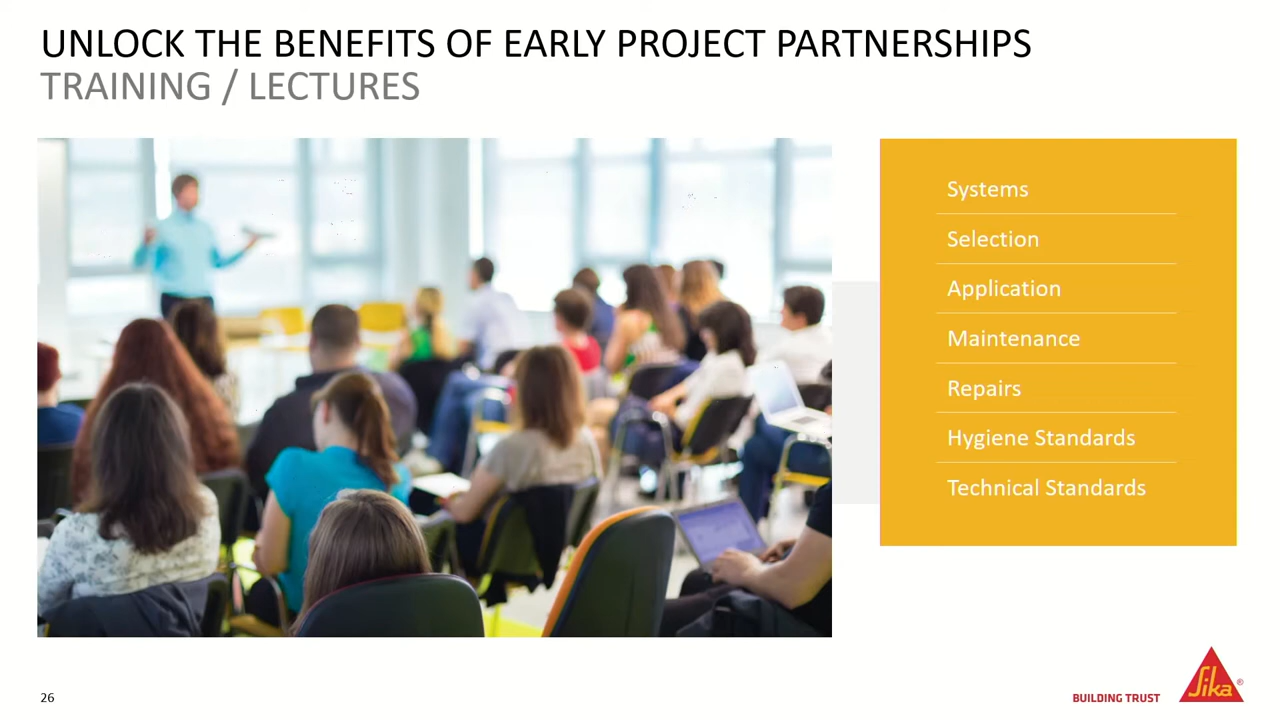 UNLOCK THE BENEFITS OF EARLY PROJECT PARTNERSHIPS
TRAINING / LECTURES
Systems
Selection
Application
Maintenance
Repairs
Hygiene Standards
Technical Standards
26
BUILDING TRUST
Sika®